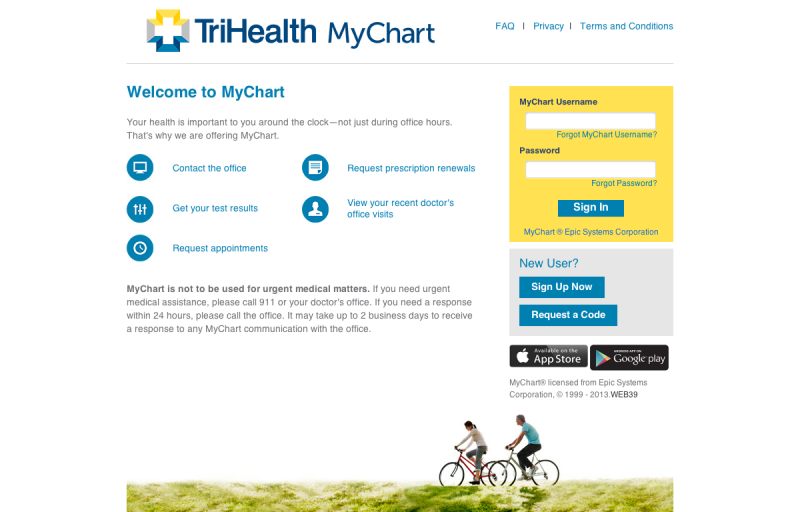 TriHealth MyChart
FAQ | Privacy | Terms and Conditions
Welcome to MyChart
Your health is important to you around the clock—not just during office hours.
That's why we are offering MyChart.
Contact the office
Request prescription renewals
Get your test results
View your recent doctor's
office visits
Request appointments
MyChart is not to be used for urgent medical matters. If you need urgent
medical assistance, please call 911 or your doctor's office. If you need a response
within 24 hours, please call the office. It may take up to 2 business days to receive
a response to any MyChart communication with the office.
MyChart Username
Forgot MyChart Username?
Password
Forgot Password?
Sign In
MyChart ® Epic Systems Corporation
New User?
Sign Up Now
Request a Code
Available on the
App Store
ANDROID APP ON
Google play
MyChart® licensed from Epic Systems
Corporation, © 1999 - 2013.WEB39